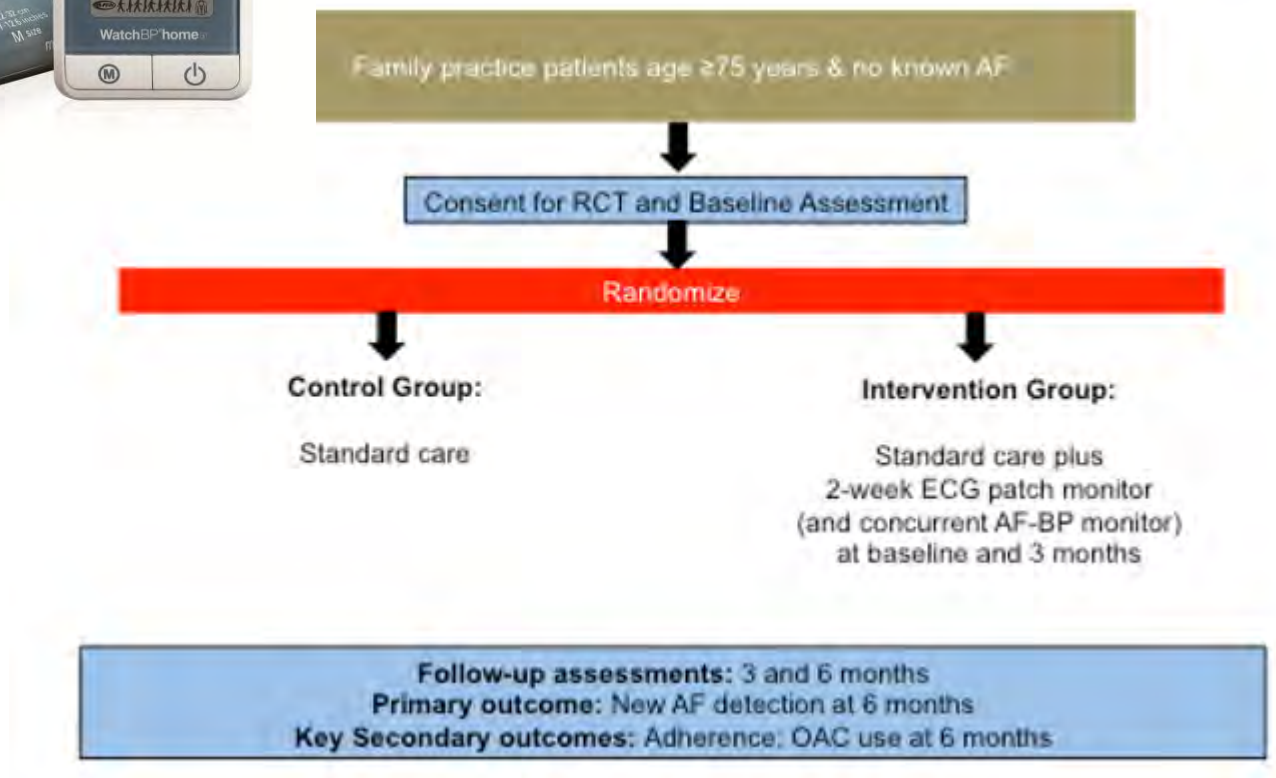 M size
WatchBP home
M
Family practice patients age ≥75 years & no known AF
Consent for RCT and Baseline Assessment
Randomize
Control Group:
Intervention Group:
Standard care
Standard care plus
2-week ECG patch monitor
(and concurrent AF-BP monitor)
at baseline and 3 months
Follow-up assessments: 3 and 6 months
Primary outcome: New AF detection at 6 months
Key Secondary outcomes: Adherence; OAC use at 6 months